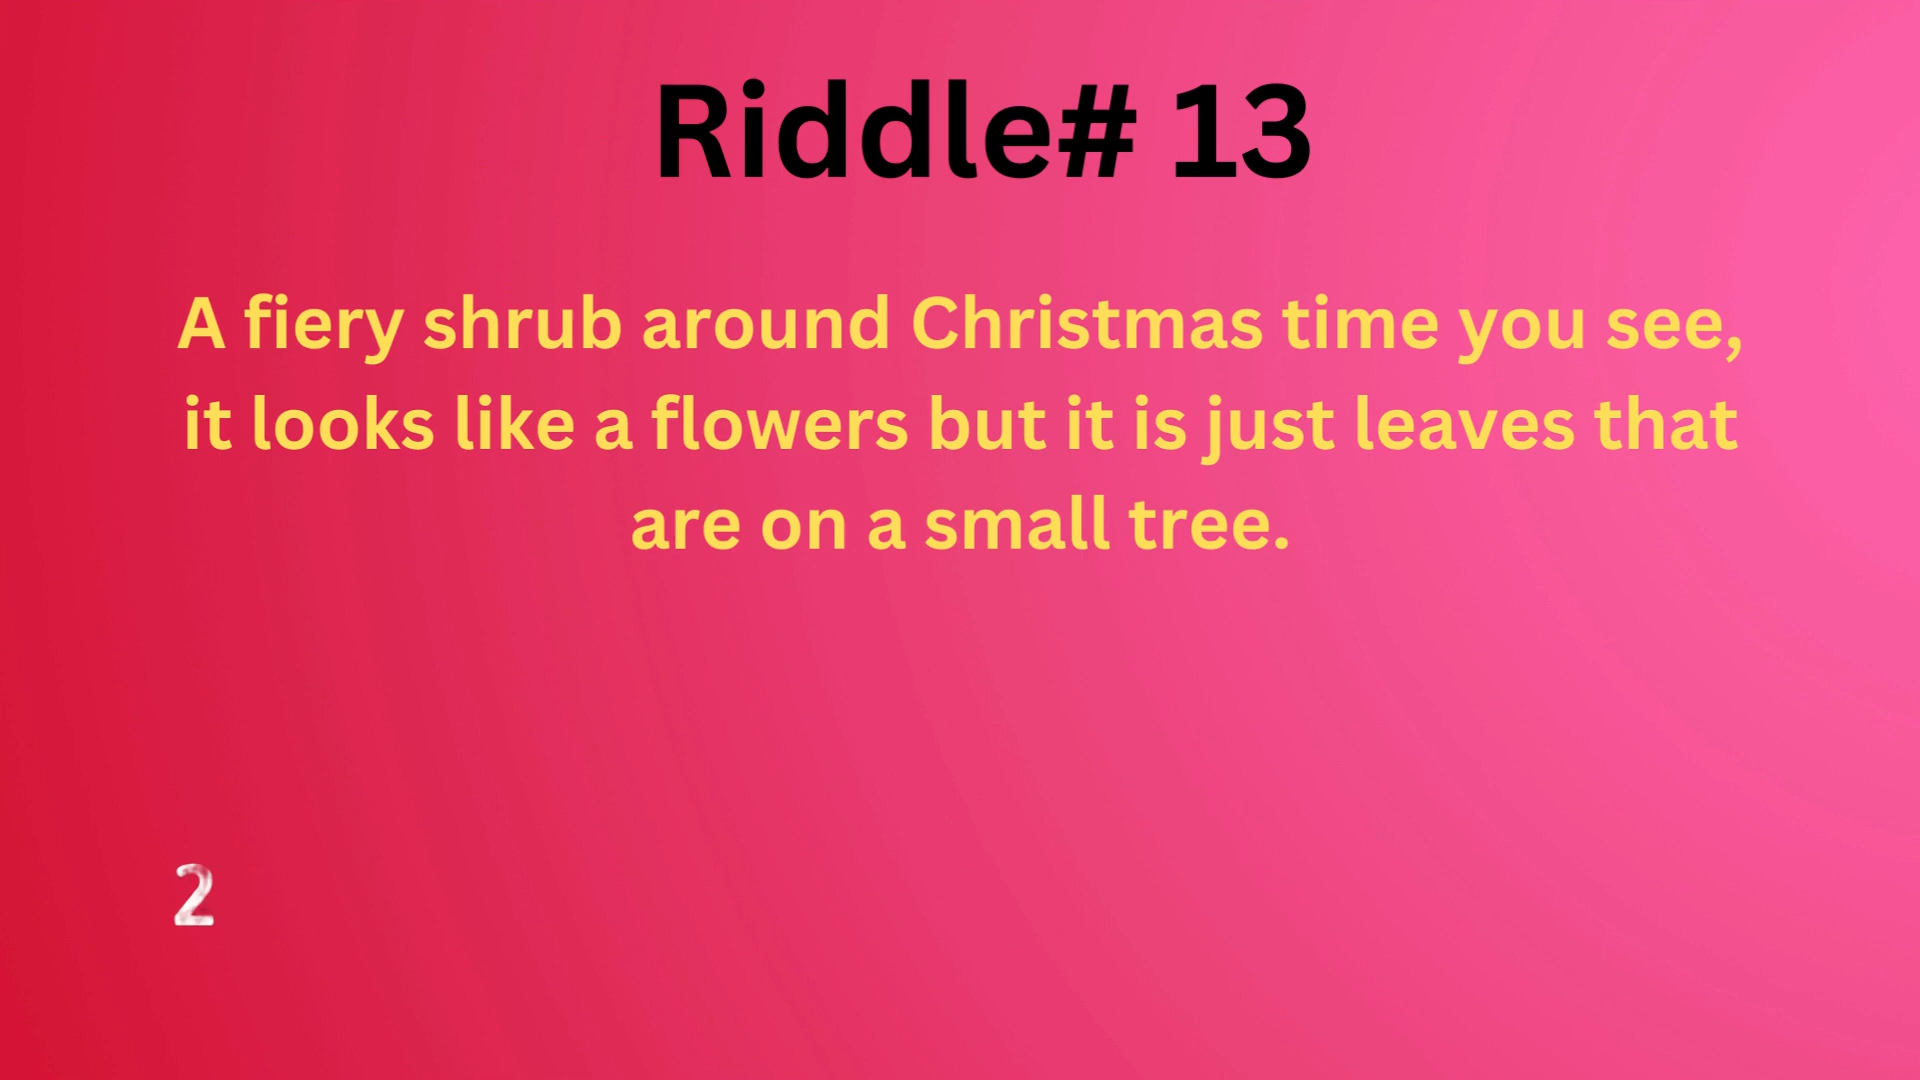 Riddle# 13
A fiery shrub around Christmas time you see,
it looks like a flowers but it is just leaves that
are on a small tree.
2